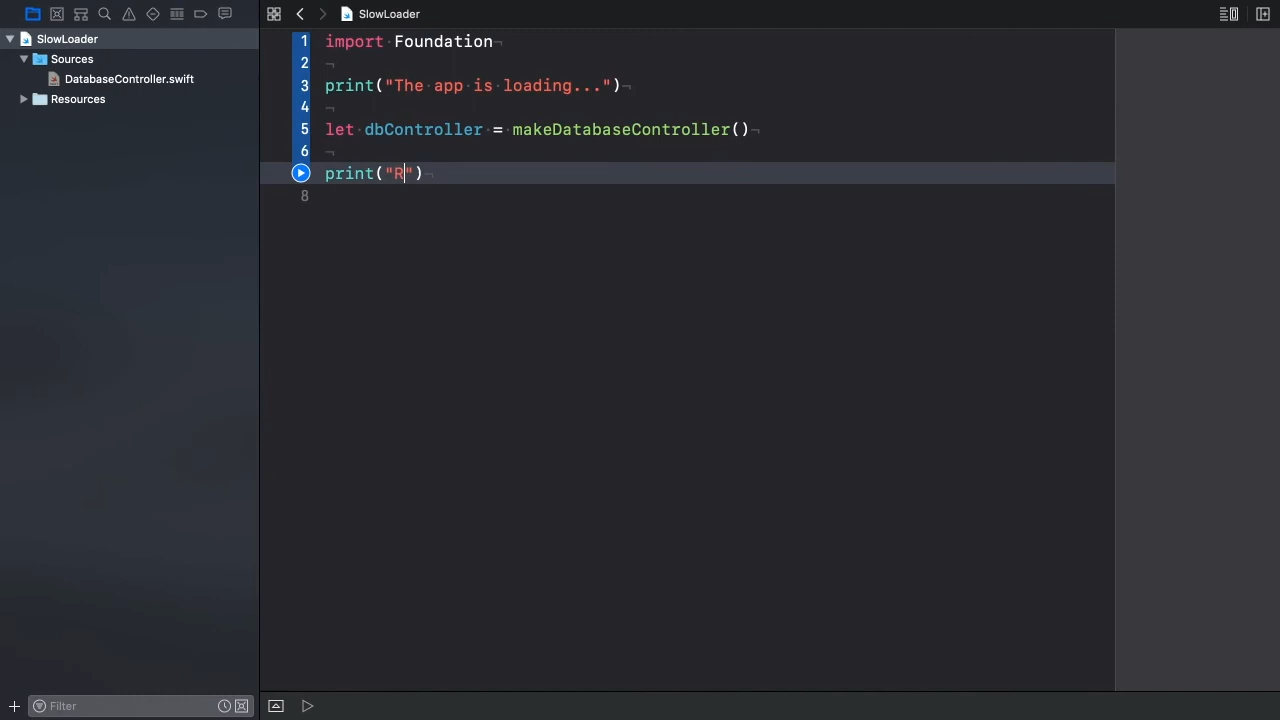 SlowLoader
SlowLoader
Sources
DatabaseController.swift
Resources
1 import Foundation¬
2 ¬
3 print("The·app·is·loading...")¬
4 ¬
5 let dbController = makeDatabaseController()¬
6 ¬
print("R")¬
8
Filter